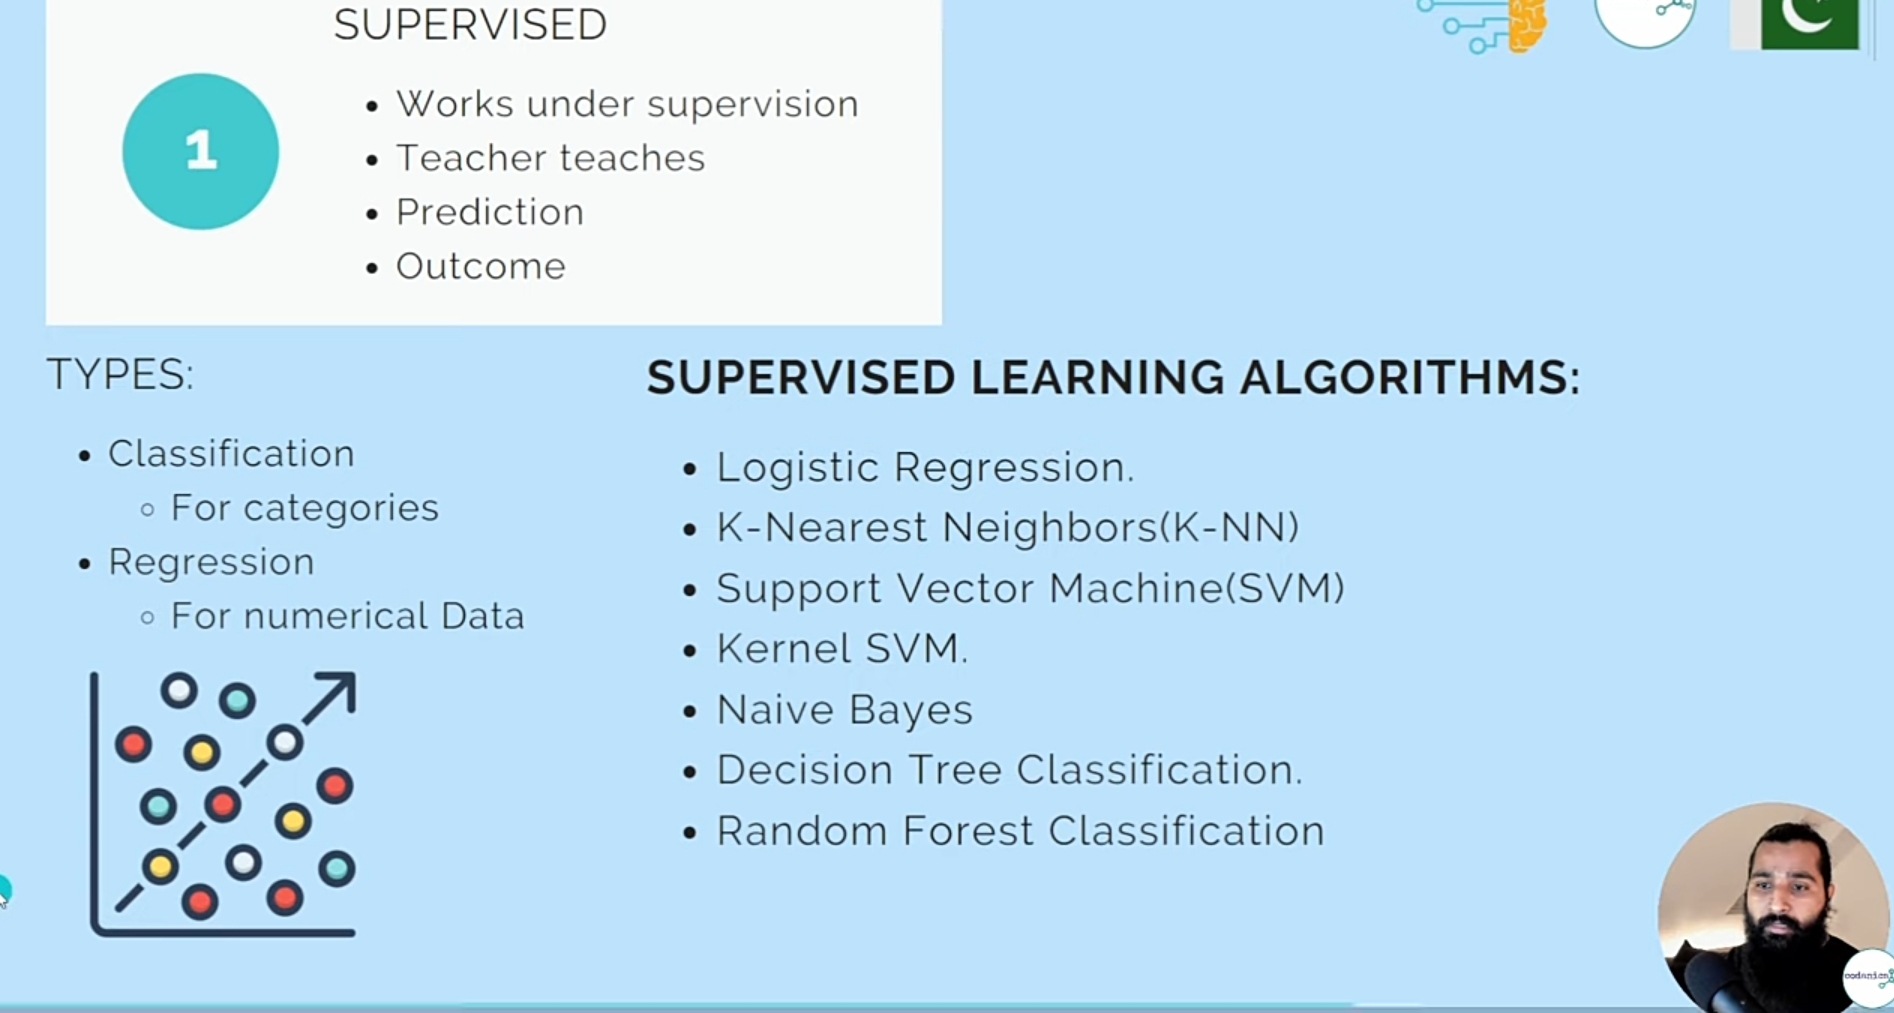 SUPERVISED
1
Works under supervision
Teacher teaches
Prediction
Outcome
TYPES:
Classification
For categories
Regression
For numerical Data
SUPERVISED LEARNING ALGORITHMS:
Logistic Regression.
K-Nearest Neighbors(K-NN)
Support Vector Machine(SVM)
Kernel SVM.
Naive Bayes
Decision Tree Classification.
Random Forest Classification